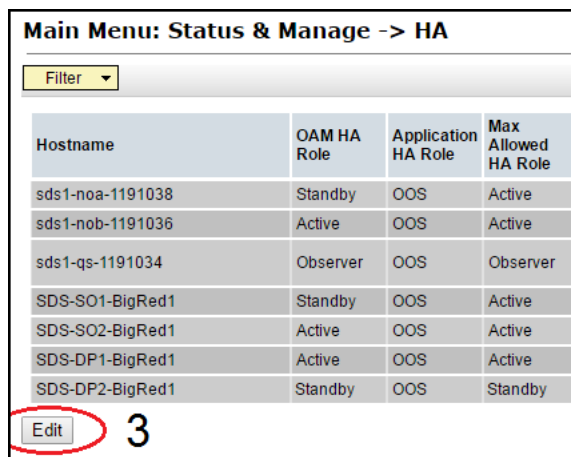 Main Menu: Status & Manage -> HA
Filter
Hostname OAM HA Role Application HA Role Max Allowed HA Role
sds1-noa-1191038 Standby OOS Active
sds1-nob-1191036 Active OOS Active
sds1-qs-1191034 Observer OOS Observer
SDS-SO1-BigRed1 Standby OOS Active
SDS-SO2-BigRed1 Active OOS Active
SDS-DP1-BigRed1 Active OOS Active
SDS-DP2-BigRed1 Standby OOS Standby
Edit 3